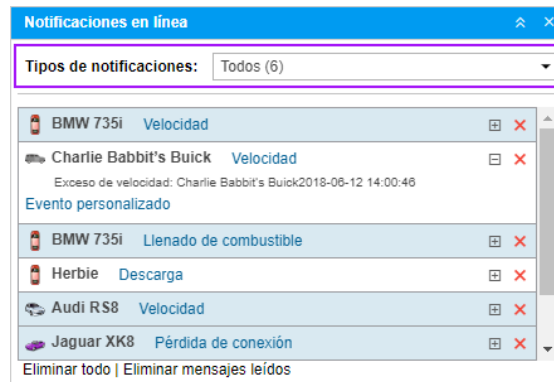 Notificaciones en línea
Tipos de notificaciones: Todos (6)
BMW 735i Velocidad
Charlie Babbit's Buick Velocidad
Exceso de velocidad: Charlie Babbit's Buick2018-06-12 14:00:46
Evento personalizado
BMW 735i Llenado de combustible
Herbie Descarga
Audi RS8 Velocidad
Jaguar XK8 Pérdida de conexión
Eliminar todo | Eliminar mensajes leídos